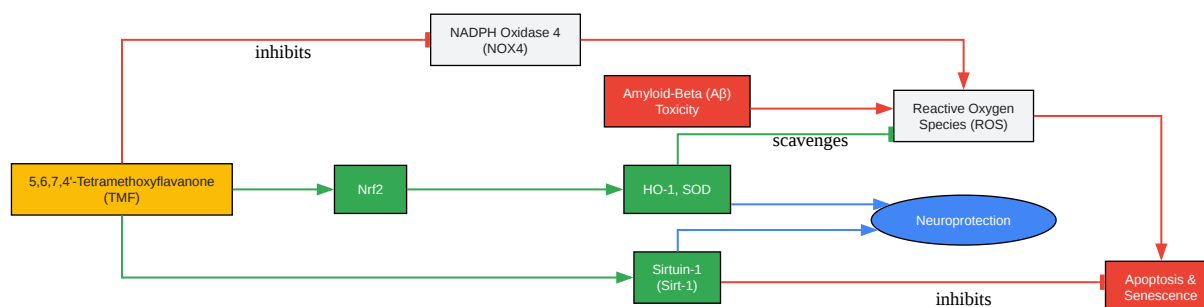 NADPH Oxidase 4
(NOX4)
inhibits
Amyloid-Beta (Aβ)
Toxicity
Reactive Oxygen
Species (ROS)
scavenges
5,6,7,4'-Tetramethoxyflavanone
(TMF)
Nrf2
HO-1, SOD
Neuroprotection
Sirtuin-1
(Sirt-1)
inhibits
Apoptosis &
Senescence